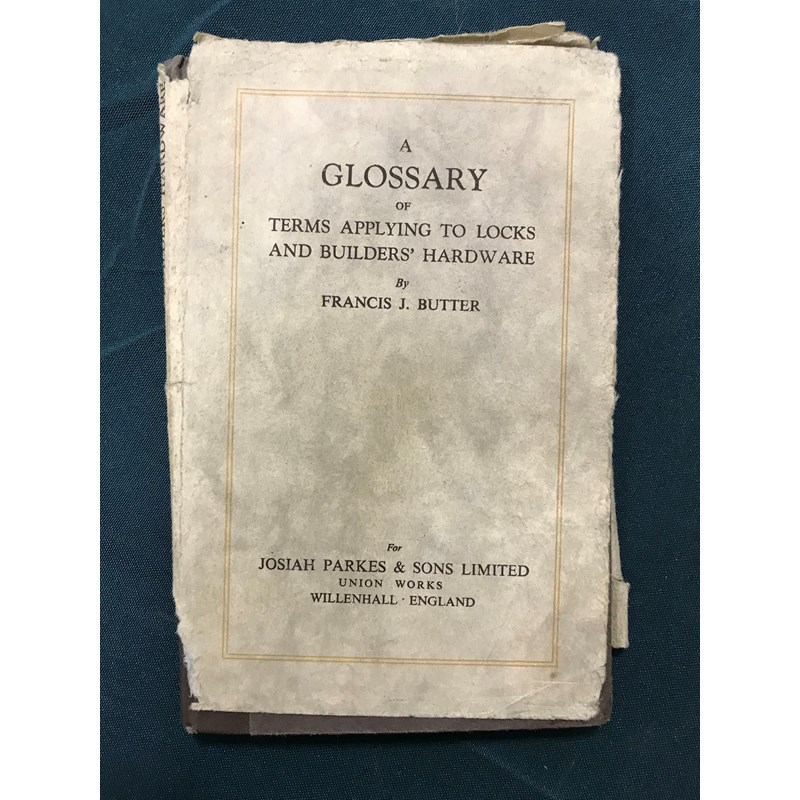 A
GLOSSARY
OF
TERMS APPLYING TO LOCKS
AND BUILDERS' HARDWARE
By
FRANCIS J. BUTTER
For
JOSIAH PARKES & SONS LIMITED
UNION WORKS
WILLENHALL · ENGLAND
HARDWARE